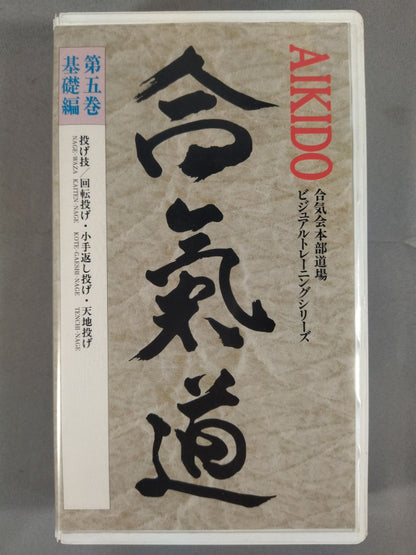 AIKIDO
合気会本部道場
ビジュアルトレーニングシリーズ
合氣道
第五巻
基礎編
投げ技／回転投げ・小手返し投げ・天地投げ
NAGE-WAZA KAITEN-NAGE KOTE-GAESHI-NAGE TENCHI-NAGE